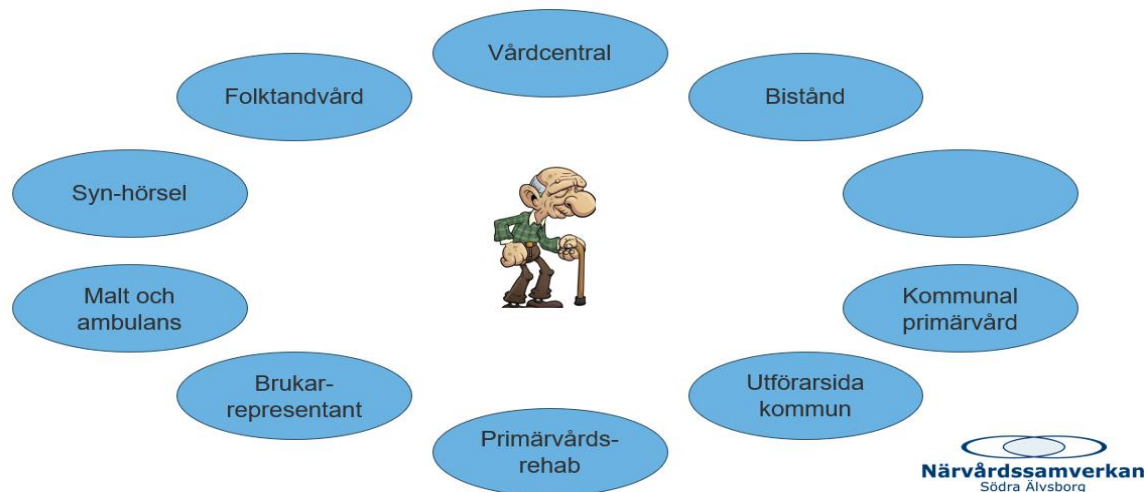 Vårdcentral
Folktandvård
Bistånd
Syn-hörsel
Malt och
ambulans
Kommunal
primärvård
Brukar-
representant
Utförarsida
kommun
Primärvårds-
rehab
Närvårdssamverkan
Södra Älvsborg